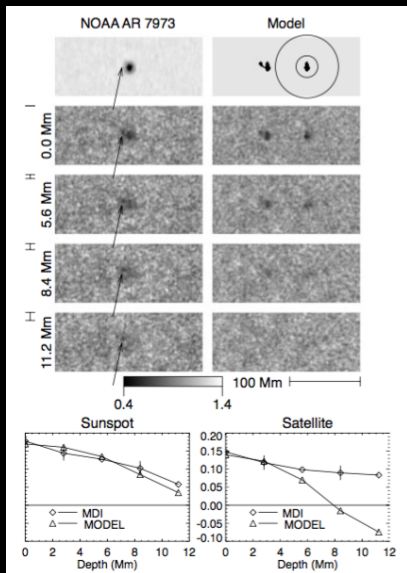 NOAA AR 7973 Model
0.0 Mm
5.6 Mm
8.4 Mm
11.2 Mm
100 Mm
0.4 1.4
Sunspot Satellite
0.20
0.15
0.10
0.05
0.00
-0.05
-0.10
MDI
MODEL
MDI
MODEL
0 2 4 6 8 10 12
0 2 4 6 8 10 12
Depth (Mm) Depth (Mm)